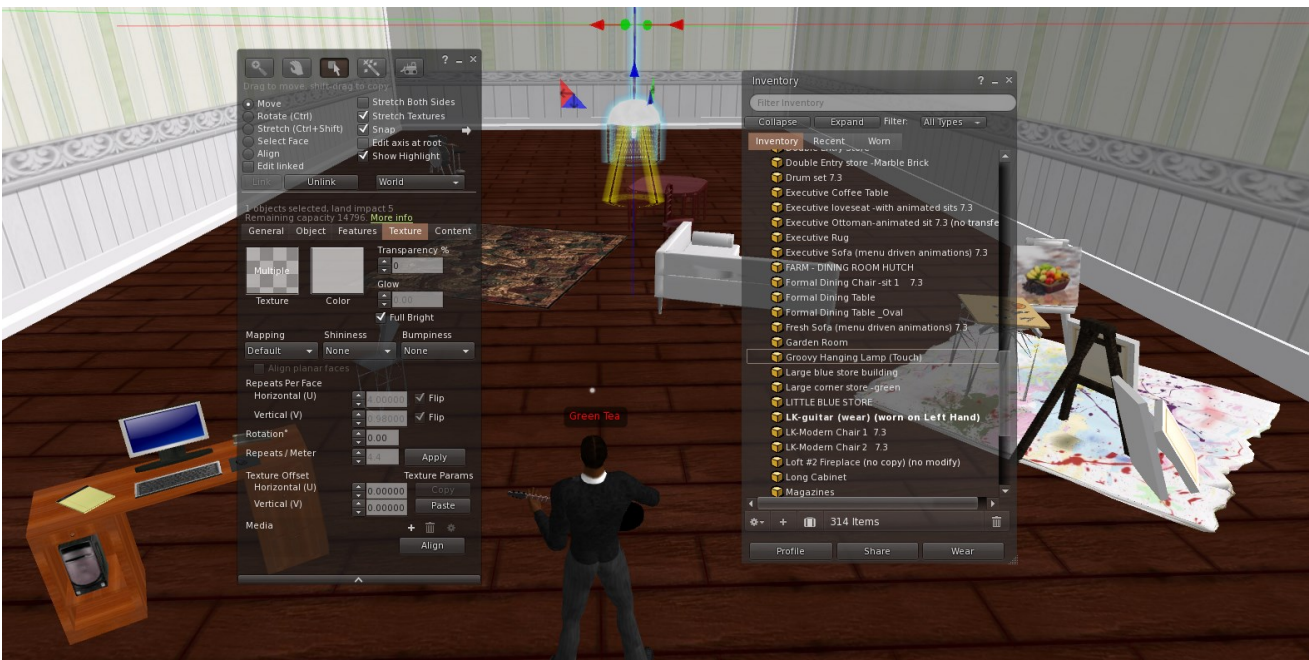 Drag to move, shift-drag to copy
Move
Rotate (Ctrl)
Stretch (Ctrl+Shift)
Select Face
Align
Edit linked
Stretch Both Sides
Stretch Textures
Snap
Edit axis at root
Show Highlight
Link
Unlink
World
1 objects selected, land impact 5
Remaining capacity 14796. More info
General Object Features Texture Content
Multiple
Texture
Color
Transparency %
0
Glow
0.00
Full Bright
Mapping Shininess Bumpiness
Default None None
Align planar faces
Repeats Per Face
Horizontal (U) 4.00000 Flip
Vertical (V) 0.98000 Flip
Rotation° 0.00
Repeats / Meter 4.4 Apply
Texture Offset Texture Params
Horizontal (U) 0.00000 Copy
Vertical (V) 0.00000 Paste
Media
Align
Green Tea
Inventory ? _ ×
Filter Inventory
Collapse Expand Filter: All Types
Inventory Recent Worn
Double Entry Store
Double Entry store -Marble Brick
Drum set 7.3
Executive Coffee Table
Executive loveseat -with animated sits 7.3
Executive Ottoman-animated sit 7.3 (no transfe
Executive Rug
Executive Sofa (menu driven animations) 7.3
FARM - DINING ROOM HUTCH
Formal Dining Chair -sit 1 7.3
Formal Dining Table
Formal Dining Table _Oval
Fresh Sofa (menu driven animations) 7.3
Garden Room
Groovy Hanging Lamp (Touch)
Large blue store building
Large corner store -green
LITTLE BLUE STORE
LK-guitar (wear) (worn on Left Hand)
LK-Modern Chair 1 7.3
LK-Modern Chair 2 7.3
Loft #2 Fireplace (no copy) (no modify)
Long Cabinet
Magazines
314 Items
Profile Share Wear